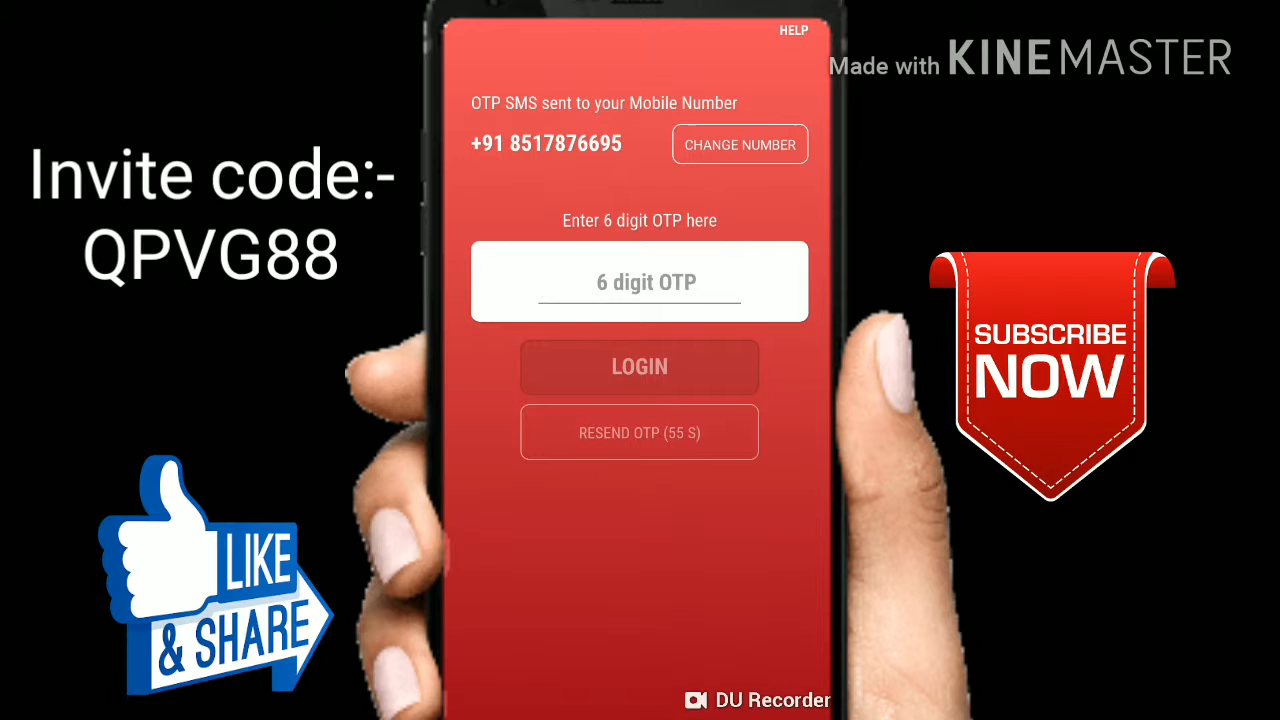 HELP
Made with KINEMASTER
OTP SMS sent to your Mobile Number
+91 8517876695
CHANGE NUMBER
Invite code:-
QPVG88
Enter 6 digit OTP here
6 digit OTP
LOGIN
RESEND OTP (55 S)
SUBSCRIBE
NOW
LIKE
& SHARE
DU Recorder